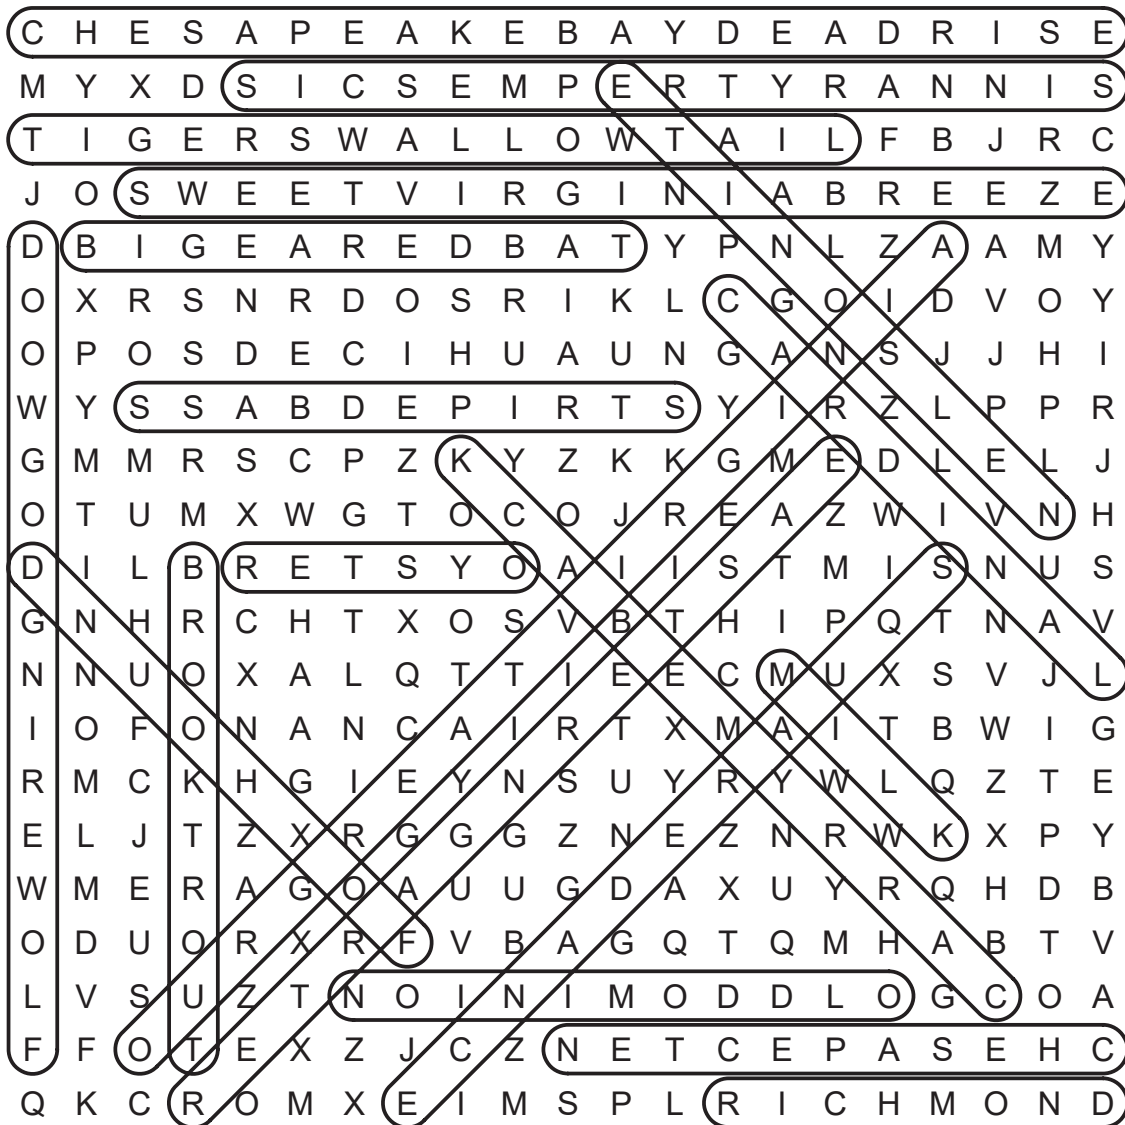 C H E S A P E A K E B A Y D E A D R I S E
M Y X D S I C S E M P E R T Y R A N N I S
T I G E R S W A L L O W T A I L F B J R C
J O S W E E T V I R G I N I A B R E E Z E
D B I G E A R E D B A T Y P N L Z A A M Y
O X R S N R D O S R I K L C G O I D V O Y
O P O S D E C I H U A U N G A N S J J H I
W Y S S A B D E P I R T S Y I R Z L P P R
G M M R S C P Z K Y Z K K G M E D L E L J
O T U M X W G T O C O J R E A Z W I V N H
D I L B R E T S Y O A I I S T M I S N U S
G N H R C H T X O S V B T H I P Q T N A V
N N U O X A L Q T T I E E C M U X S V J L
I O F O N A N C A I R T X M A I T B W I G
R M C K H G I E Y N S U Y R Y W L Q Z T E
E L J T Z X R G G G Z N E Z N R W K X P Y
W M E R A G O A U U G D A X U Y R Q H D B
O D U O R X R F V B A G Q T Q M H A B T V
L V S U Z T N O I N I M O D D L O G C O A
F F O T E X Z J C Z N E T C E P A S E H C
Q K C R O M X E I M S P L R I C H M O N D